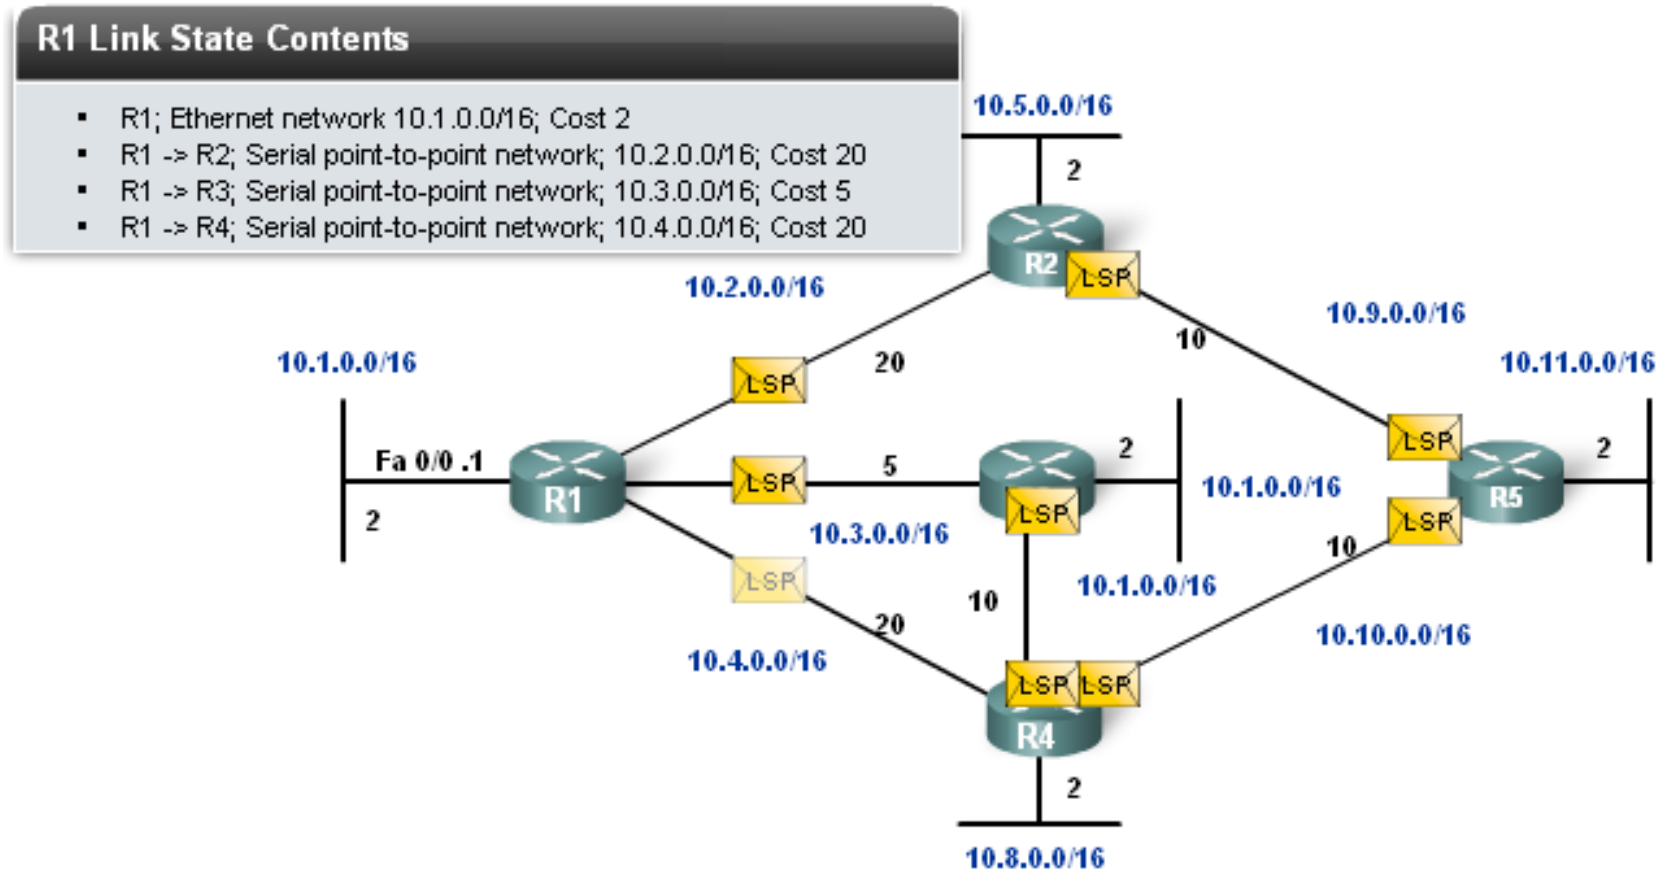 R1 Link State Contents
R1; Ethernet network 10.1.0.0/16; Cost 2
R1 -> R2; Serial point-to-point network; 10.2.0.0/16; Cost 20
R1 -> R3; Serial point-to-point network; 10.3.0.0/16; Cost 5
R1 -> R4; Serial point-to-point network; 10.4.0.0/16; Cost 20
10.5.0.0/16
2
R2
LSP
10.2.0.0/16
10.9.0.0/16
10
20
10.1.0.0/16
10.11.0.0/16
LSP
LSP
Fa 0/0 .1
2
R1
LSP
5
2
10.1.0.0/16
R5
2
LSP
LSP
10.3.0.0/16
10
LSP
10
10.1.0.0/16
20
10.4.0.0/16
10.10.0.0/16
LSP
LSP
R4
2
10.8.0.0/16